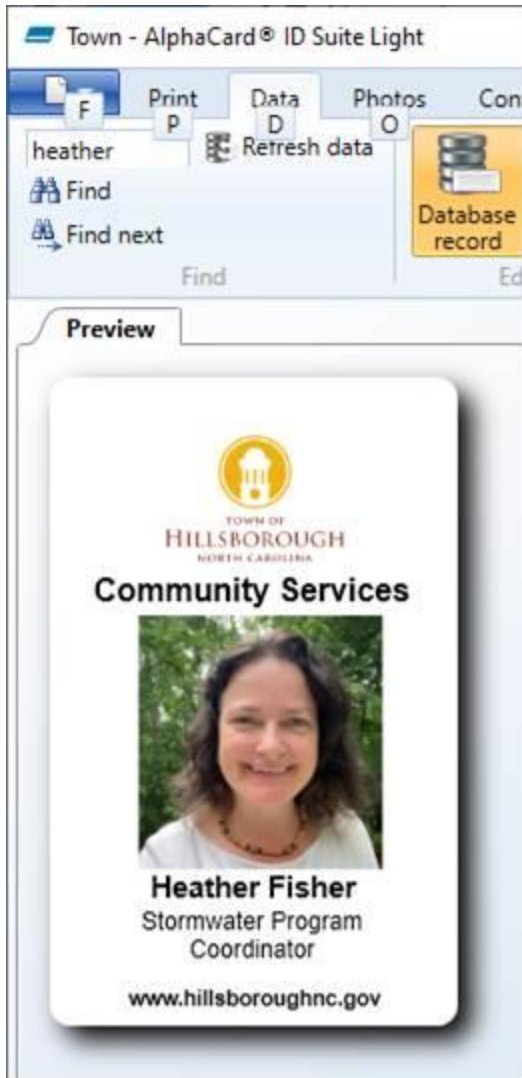 Town - AlphaCard® ID Suite Light
F
Print
Data
Photos
Con
P
D
O
heather
Refresh data
Find
Find next
Database
record
Find
Ed
Preview
TOWN OF
HILLSBOROUGH
NORTH CAROLINA
Community Services
Heather Fisher
Stormwater Program
Coordinator
www.hillsboroughnc.gov